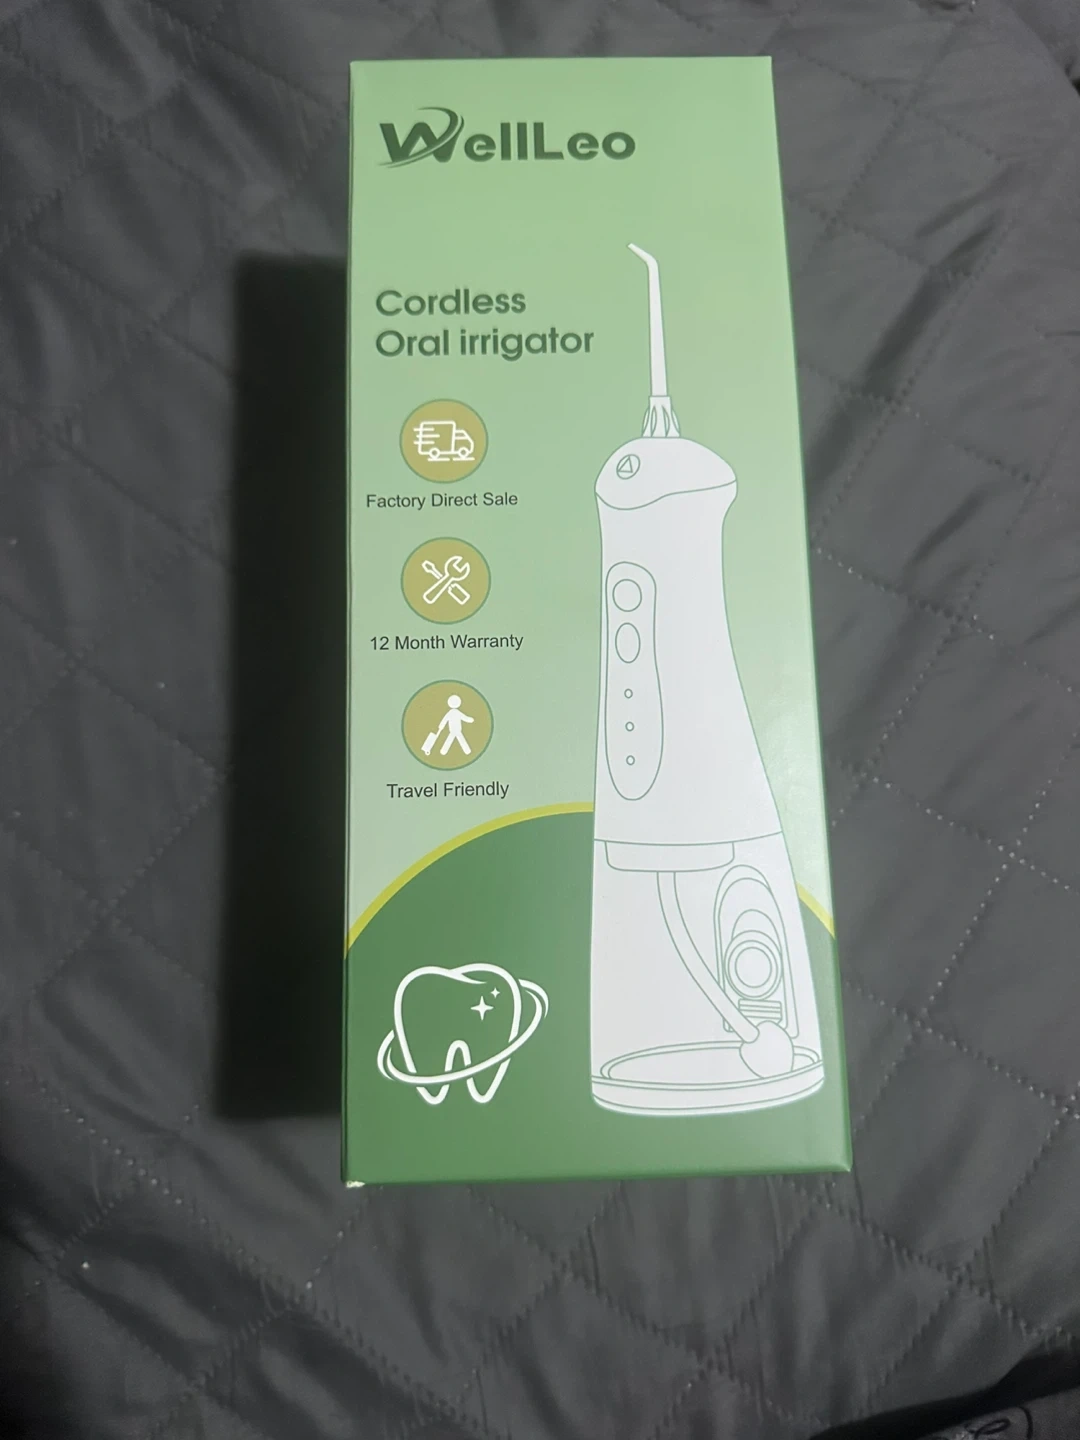 WellLeo
Cordless
Oral irrigator
Factory Direct Sale
12 Month Warranty
Travel Friendly